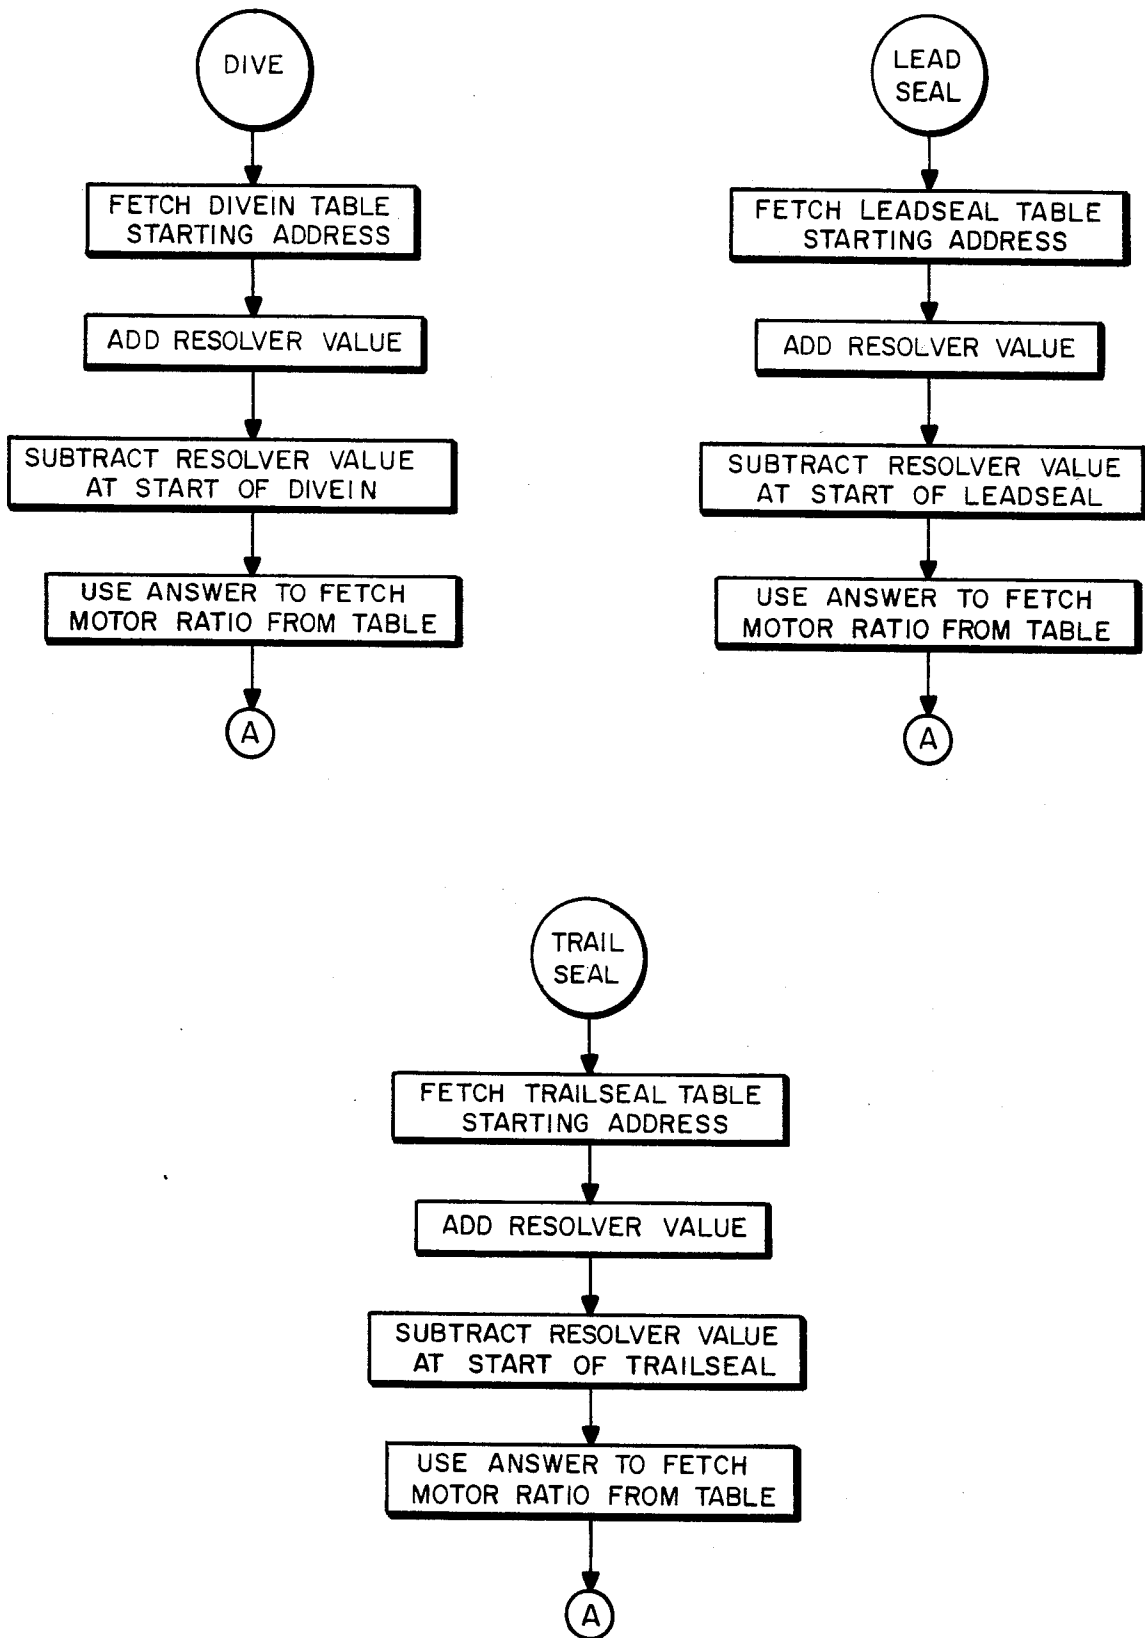 DIVE
FETCH DIVEIN TABLE
STARTING ADDRESS
ADD RESOLVER VALUE
SUBTRACT RESOLVER VALUE
AT START OF DIVEIN
USE ANSWER TO FETCH
MOTOR RATIO FROM TABLE
A
LEAD
SEAL
FETCH LEADSEAL TABLE
STARTING ADDRESS
ADD RESOLVER VALUE
SUBTRACT RESOLVER VALUE
AT START OF LEADSEAL
USE ANSWER TO FETCH
MOTOR RATIO FROM TABLE
A
TRAIL
SEAL
FETCH TRAILSEAL TABLE
STARTING ADDRESS
ADD RESOLVER VALUE
SUBTRACT RESOLVER VALUE
AT START OF TRAILSEAL
USE ANSWER TO FETCH
MOTOR RATIO FROM TABLE
A